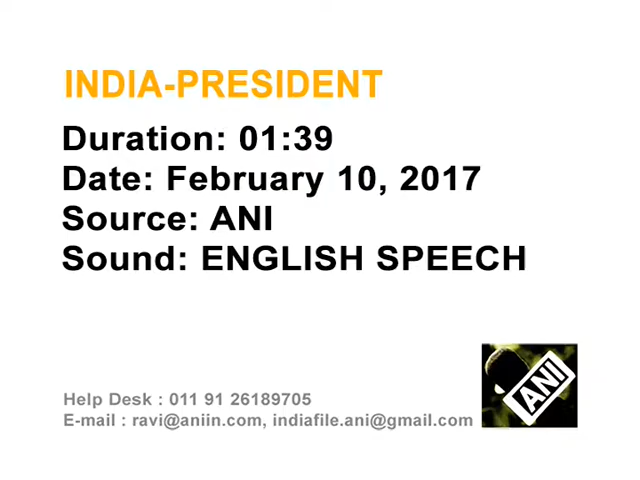 INDIA-PRESIDENT
Duration: 01:39
Date: February 10, 2017
Source: ANI
Sound: ENGLISH SPEECH
ANI
Help Desk : 011 91 26189705
E-mail : ravi@aniin.com, indiafile.ani@gmail.com